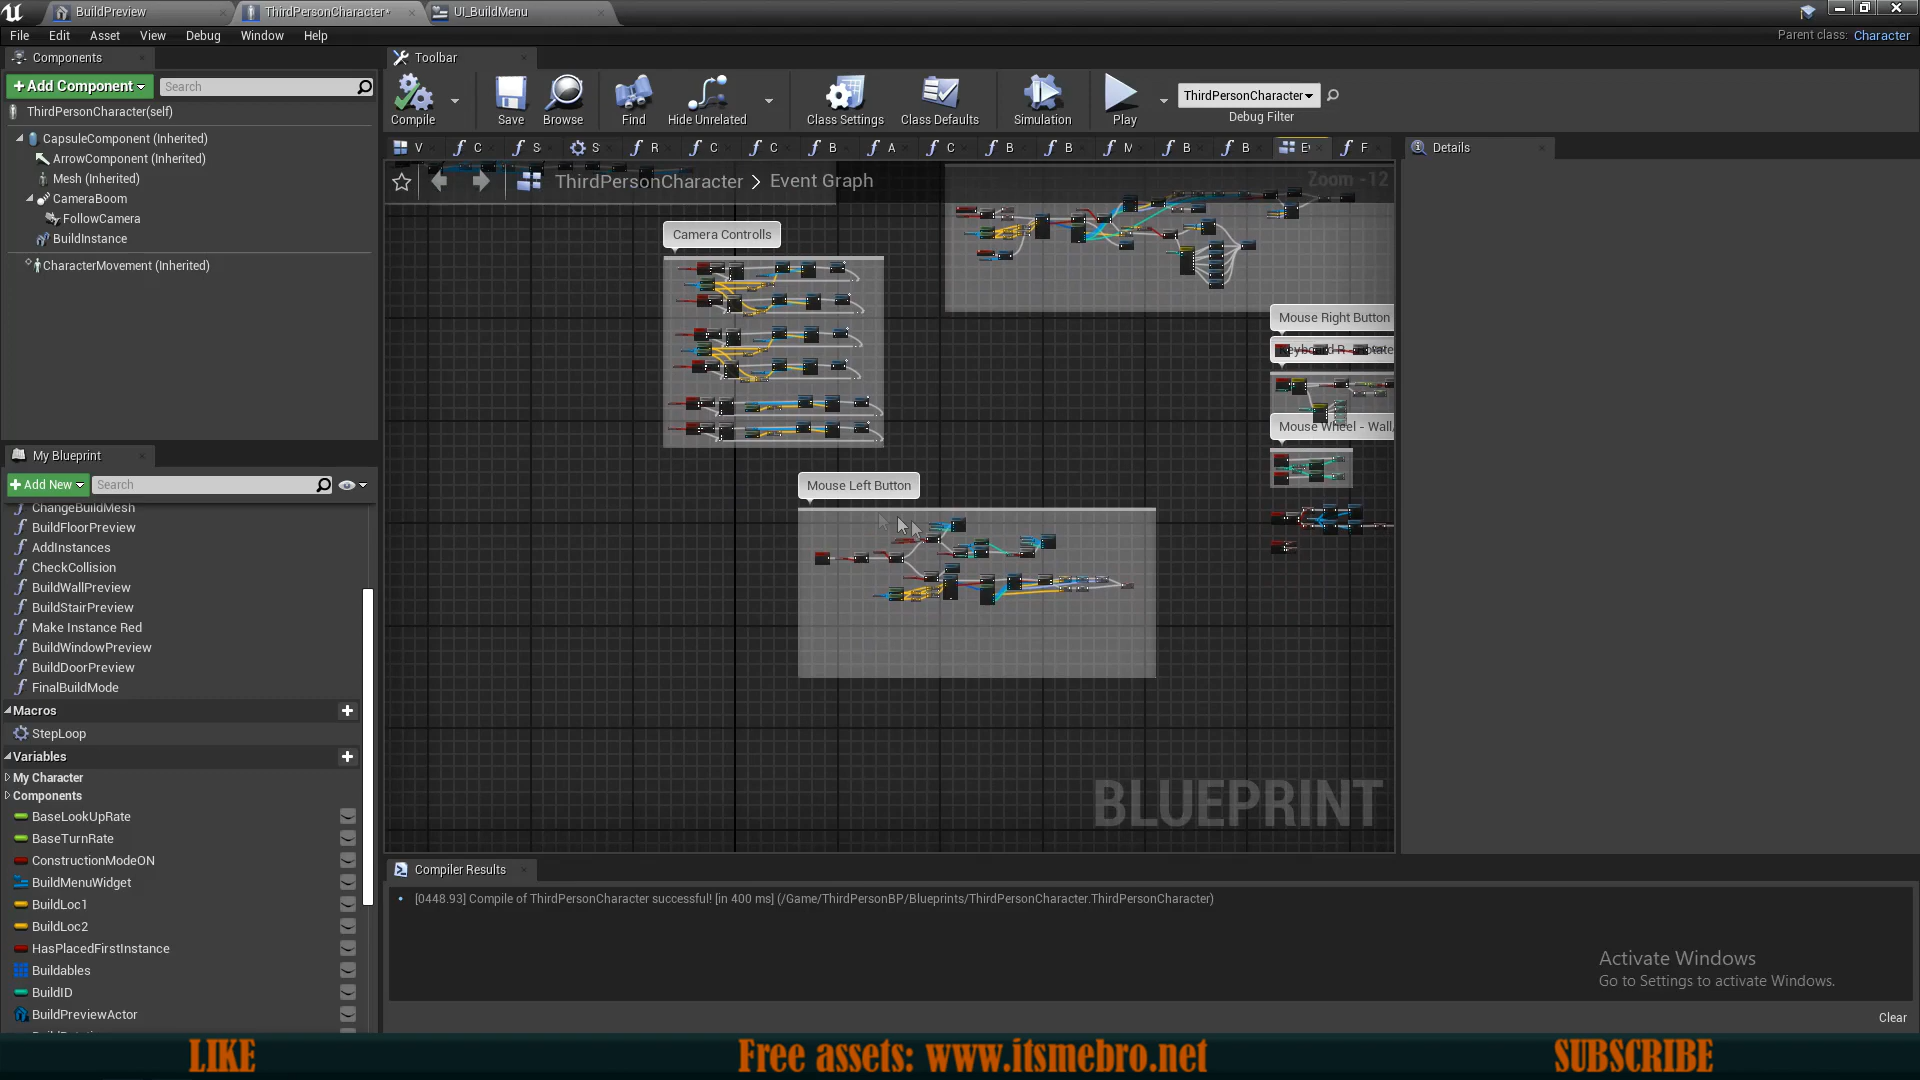 BuildPreview
ThirdPersonCharacter*
UI_BuildMenu
File Edit Asset View Debug Window Help
Parent class: Character
Components
Toolbar
+ Add Component
Search
ThirdPersonCharacter(self)
CapsuleComponent (Inherited)
ArrowComponent (Inherited)
Mesh (Inherited)
CameraBoom
FollowCamera
BuildInstance
CharacterMovement (Inherited)
Compile
Save
Browse
Find
Hide Unrelated
Class Settings
Class Defaults
Simulation
Play
ThirdPersonCharacter
Debug Filter
V f C f S S f R f C f C f B f A f C f B f B f M f B f B E f F
Details
ThirdPersonCharacter > Event Graph
Zoom -12
Camera Controlls
Mouse Right Button
Mouse Wheel - Wall,
Mouse Left Button
BLUEPRINT
My Blueprint
+ Add New
Search
ChangeBuildMesh
BuildFloorPreview
AddInstances
CheckCollision
BuildWallPreview
BuildStairPreview
Make Instance Red
BuildWindowPreview
BuildDoorPreview
FinalBuildMode
Macros
StepLoop
Variables
My Character
Components
BaseLookUpRate
BaseTurnRate
ConstructionModeON
BuildMenuWidget
BuildLoc1
BuildLoc2
HasPlacedFirstInstance
Buildables
BuildID
BuildPreviewActor
Compiler Results
[0448.93] Compile of ThirdPersonCharacter successful! [in 400 ms] (/Game/ThirdPersonBP/Blueprints/ThirdPersonCharacter.ThirdPersonCharacter)
Activate Windows
Go to Settings to activate Windows.
Clear
LIKE
Free assets: www.itsmebro.net
SUBSCRIBE